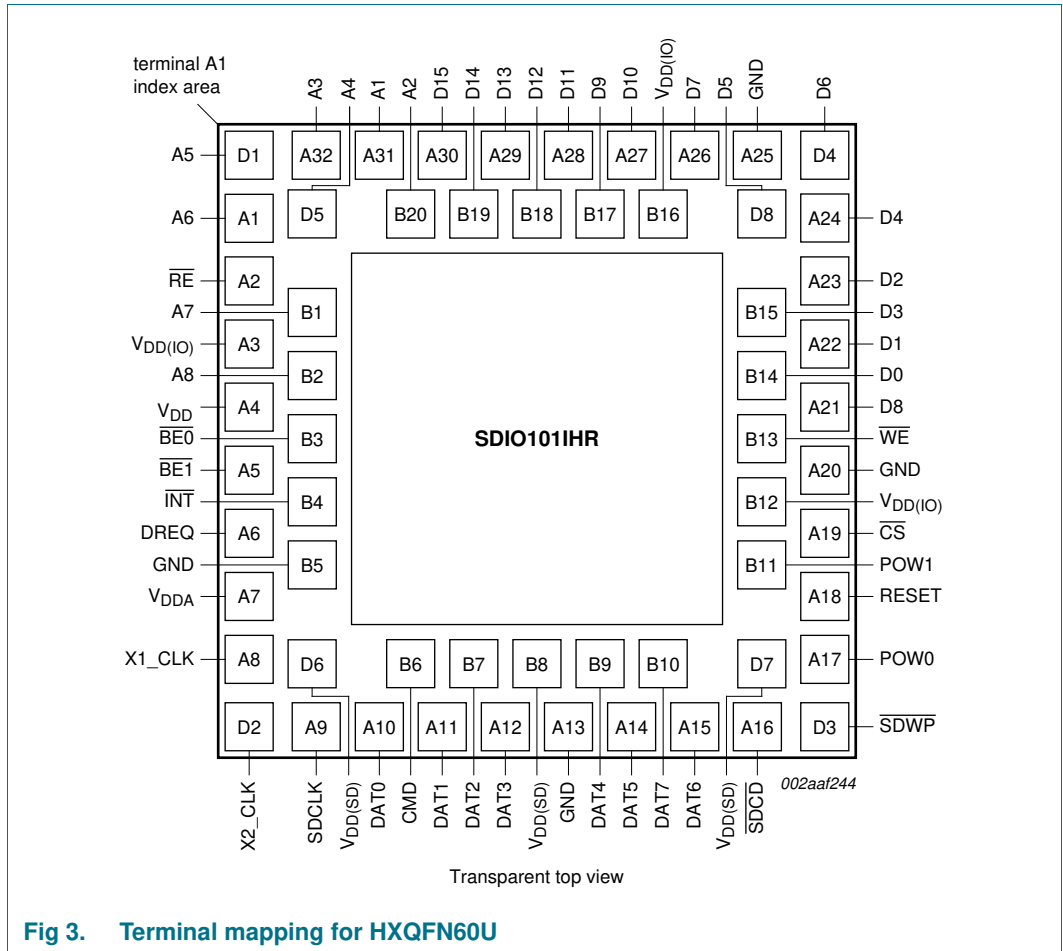 terminal A1
index area
A3
A4
A1
A2
D15
D14
D13
D12
D11
D9
D10
VDD(IO)
D7
D5
GND
D6
A5
D1
A32
A31
A30
A29
A28
A27
A26
A25
D4
A6
A1
D5
B20
B19
B18
B17
B16
D8
A24
D4
RE
A2
A23
D2
A7
B1
B15
D3
VDD(IO)
A3
A22
D1
A8
B2
B14
D0
VDD
A4
A21
D8
BE0
B3
SDIO101IHR
B13
WE
BE1
A5
A20
GND
INT
B4
B12
VDD(IO)
DREQ
A6
A19
CS
GND
B5
B11
POW1
VDDA
A7
A18
RESET
X1_CLK
A8
D6
B6
B7
B8
B9
B10
D7
A17
POW0
D2
A9
A10
A11
A12
A13
A14
A15
A16
D3
SDWP
X2_CLK
SDCLK
VDD(SD)
DAT0
CMD
DAT1
DAT2
DAT3
VDD(SD)
GND
DAT4
DAT5
DAT7
DAT6
VDD(SD)
SDCD
002aaf244
Transparent top view
Fig 3. Terminal mapping for HXQFN60U